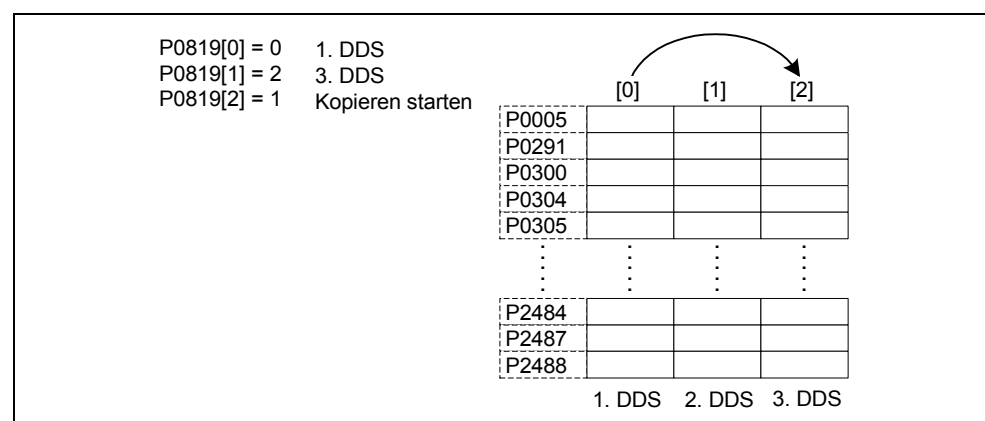 P0819[0] = 0 1. DDS
P0819[1] = 2 3. DDS
P0819[2] = 1 Kopieren starten
[0] [1] [2]
P0005
P0291
P0300
P0304
P0305
P2484
P2487
P2488
1. DDS 2. DDS 3. DDS